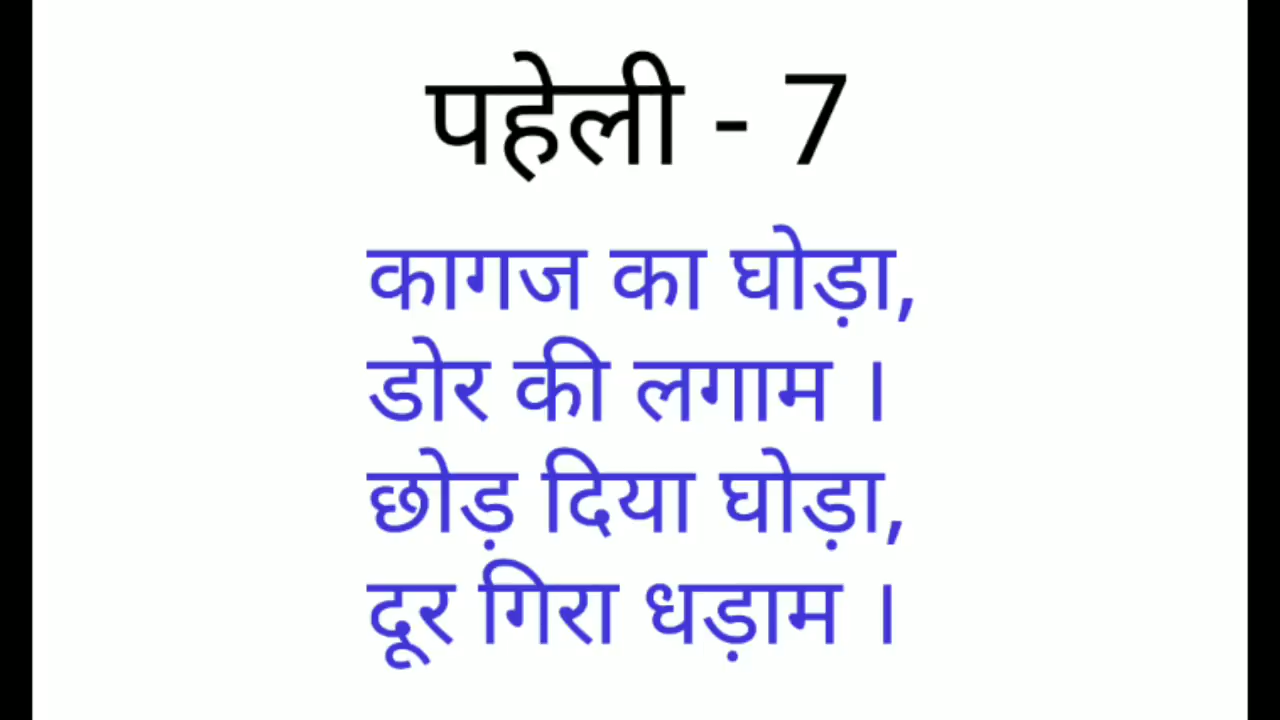 पहेली - 7
कागज का घोड़ा,
डोर की लगाम ।
छोड़ दिया घोड़ा,
दूर गिरा धड़ाम ।